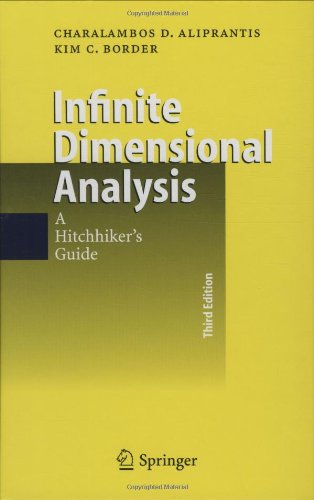 CHARALAMBOS D. ALIPRANTIS
KIM C. BORDER
Infinite
Dimensional
Analysis
A
Hitchhiker's
Guide
Third Edition
Springer